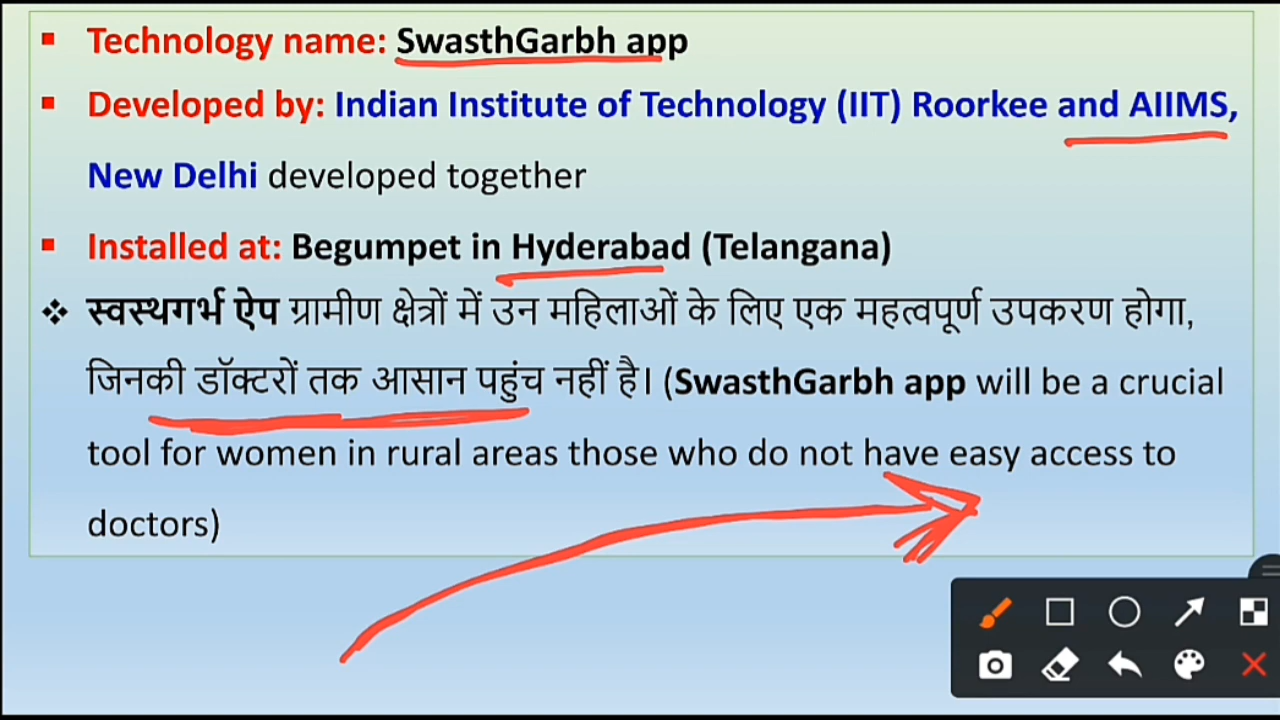 ▪ Technology name: SwasthGarbh app
▪ Developed by: Indian Institute of Technology (IIT) Roorkee and AIIMS,
New Delhi developed together
▪ Installed at: Begumpet in Hyderabad (Telangana)
❖ स्वस्थगर्भ ऐप ग्रामीण क्षेत्रों में उन महिलाओं के लिए एक महत्वपूर्ण उपकरण होगा,
जिनकी डॉक्टरों तक आसान पहुंच नहीं है। (SwasthGarbh app will be a crucial
tool for women in rural areas those who do not have easy access to
doctors)